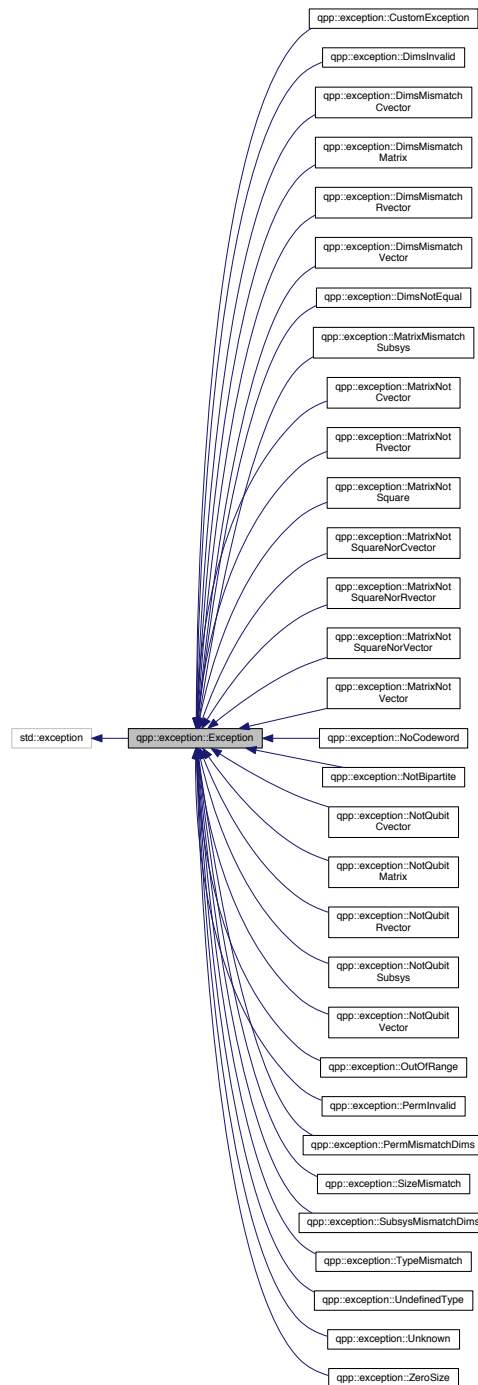 qpp::exception::CustomException
qpp::exception::DimsInvalid
qpp::exception::DimsMismatch
Cvector
qpp::exception::DimsMismatch
Matrix
qpp::exception::DimsMismatch
Rvector
qpp::exception::DimsMismatch
Vector
qpp::exception::DimsNotEqual
qpp::exception::MatrixMismatch
Subsys
qpp::exception::MatrixNot
Cvector
qpp::exception::MatrixNot
Rvector
qpp::exception::MatrixNot
Square
qpp::exception::MatrixNot
SquareNorCvector
qpp::exception::MatrixNot
SquareNorRvector
qpp::exception::MatrixNot
SquareNorVector
qpp::exception::MatrixNot
Vector
std::exception
qpp::exception::Exception
qpp::exception::NoCodeword
qpp::exception::NotBipartite
qpp::exception::NotQubit
Cvector
qpp::exception::NotQubit
Matrix
qpp::exception::NotQubit
Rvector
qpp::exception::NotQubit
Subsys
qpp::exception::NotQubit
Vector
qpp::exception::OutOfRange
qpp::exception::PermInvalid
qpp::exception::PermMismatchDims
qpp::exception::SizeMismatch
qpp::exception::SubsysMismatchDims
qpp::exception::TypeMismatch
qpp::exception::UndefinedType
qpp::exception::Unknown
qpp::exception::ZeroSize